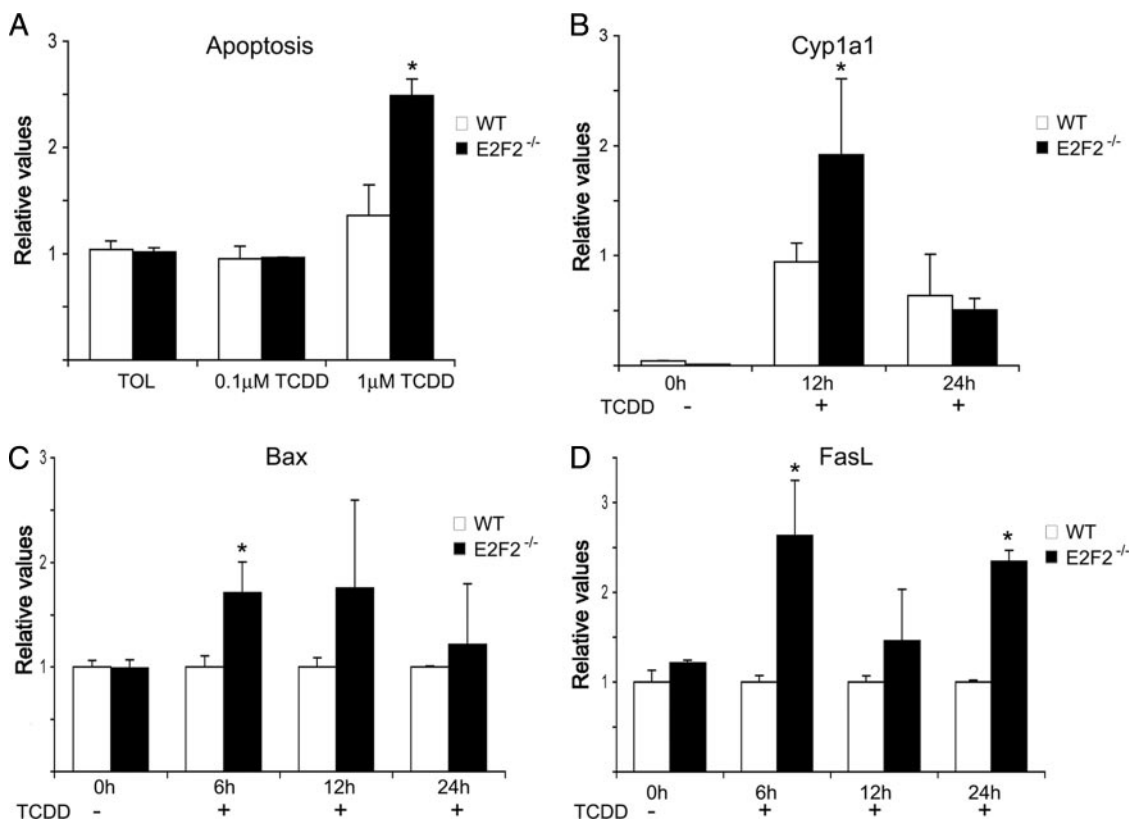 A
Apoptosis
3
2
1
Relative values
*
WT
E2F2-/-
TOL 0.1µM TCDD 1µM TCDD
B
Cyp1a1
3
2
1
Relative values
*
WT
E2F2-/-
0h 12h 24h
TCDD - + +
C
Bax
3
2
1
Relative values
*
WT
E2F2-/-
0h 6h 12h 24h
TCDD - + + +
D
FasL
3
2
1
Relative values
* *
WT
E2F2-/-
0h 6h 12h 24h
TCDD - + + +